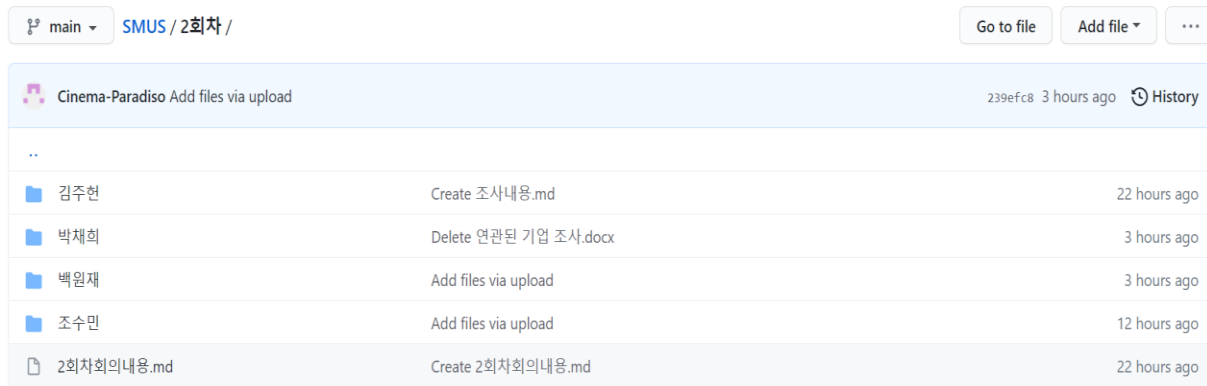 main SMUS / 2회차 / Go to file Add file ...
Cinema-Paradiso Add files via upload 239efc8 3 hours ago History
..
김주헌 Create 조사내용.md 22 hours ago
박채희 Delete 연관된 기업 조사.docx 3 hours ago
백원재 Add files via upload 3 hours ago
조수민 Add files via upload 12 hours ago
2회차회의내용.md Create 2회차회의내용.md 22 hours ago